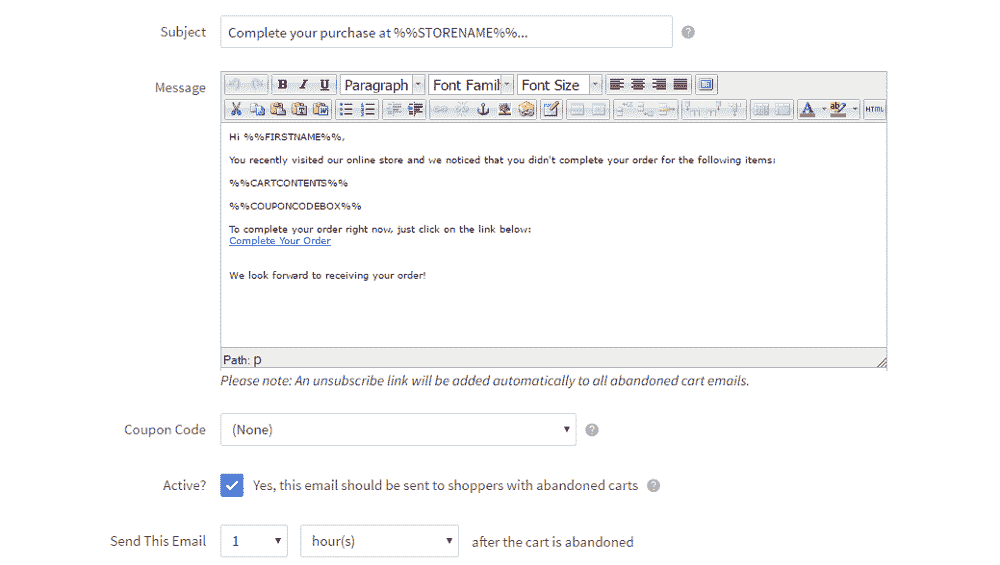 Subject Complete your purchase at %%STORENAME%%... ?
Message
B I U Paragraph Font Famil Font Size
A ab HTML
Hi %%FIRSTNAME%%,
You recently visited our online store and we noticed that you didn't complete your order for the following items:
%%CARTCONTENTS%%
%%COUPONCODEBOX%%
To complete your order right now, just click on the link below:
Complete Your Order
We look forward to receiving your order!
Path: p
Please note: An unsubscribe link will be added automatically to all abandoned cart emails.
Coupon Code (None) ?
Active? Yes, this email should be sent to shoppers with abandoned carts ?
Send This Email 1 hour(s) after the cart is abandoned